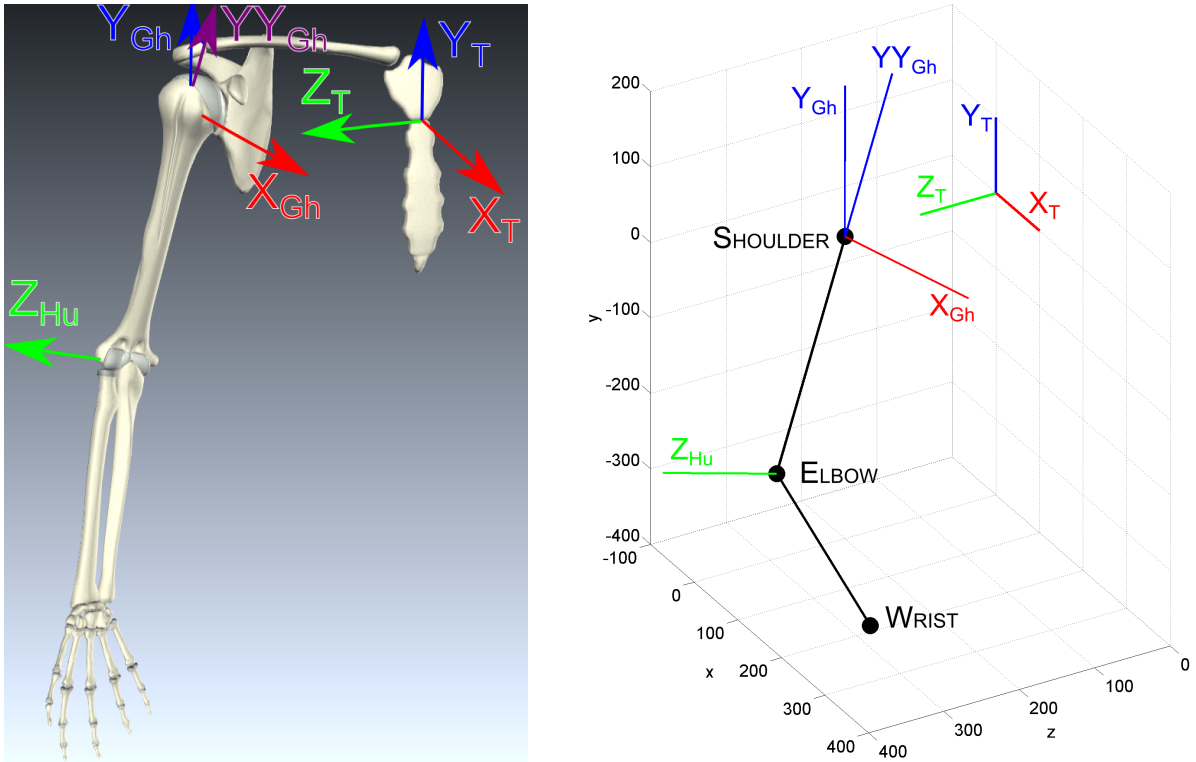 YGh
YYGh
YT
ZT
XGh
XT
ZHu
200
100
0
-100
-200
-300
-400
y
YGh
YYGh
YT
ZT
XT
SHOULDER
XGh
ZHu
ELBOW
WRIST
-100
0
100
200
300
400
x
400
300
200
100
0
z